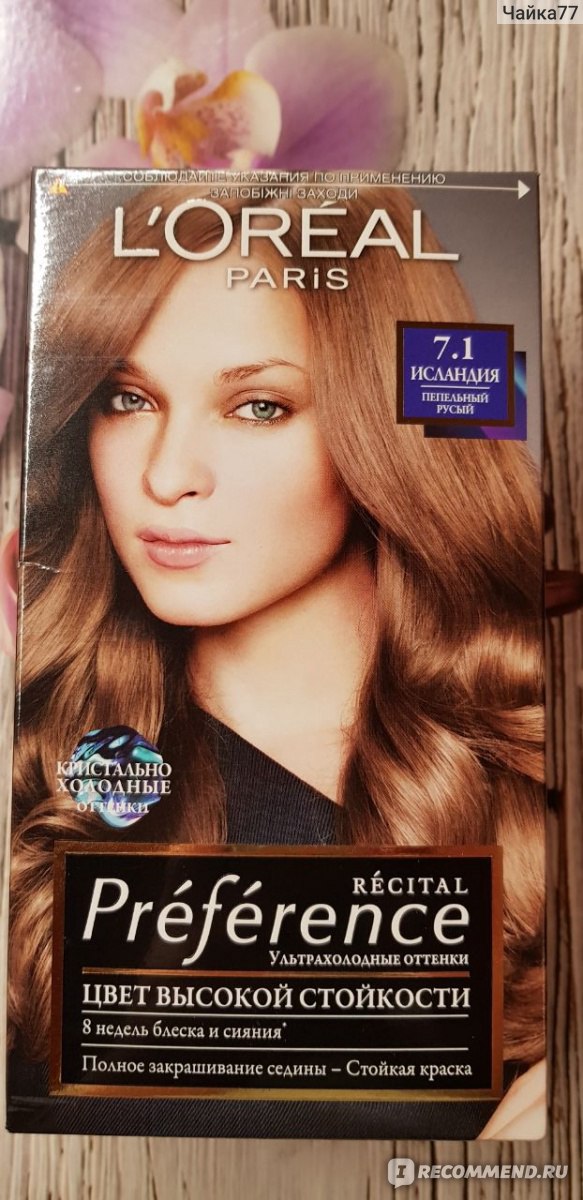 Чайка77
СОБЛЮДАЙТЕ УКАЗАНИЯ ПО ПРИМЕНЕНИЮ
ЗАПОБІЖНІ ЗАХОДИ
L'ORÉAL
PARiS
7.1
ИСЛАНДИЯ
ПЕПЕЛЬНЫЙ
РУСЫЙ
КРИСТАЛЬНО
ХОЛОДНЫЕ
ОТТЕНКИ
RÉCITAL
Préférence
УЛЬТРАХОЛОДНЫЕ ОТТЕНКИ
ЦВЕТ ВЫСОКОЙ СТОЙКОСТИ
8 недель блеска и сияния*
Полное закрашивание седины – Стойкая краска
I RECOMMEND.RU